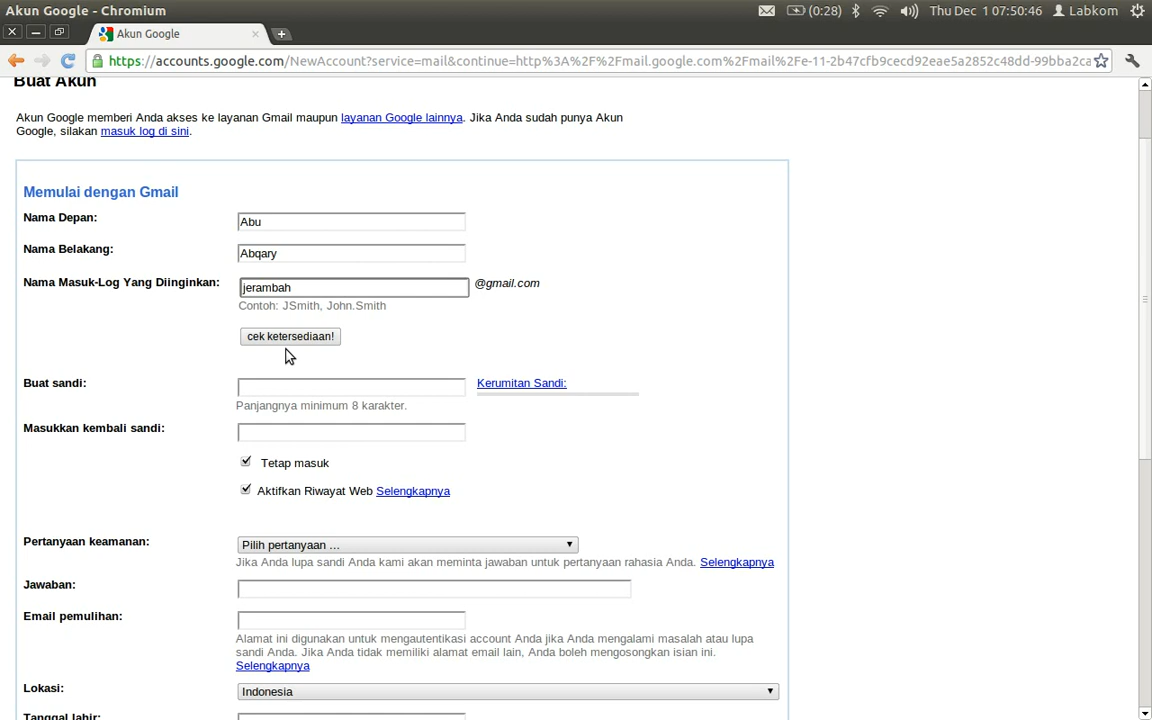 Akun Google - Chromium
(0:28)
Thu Dec 1 07:50:46
Labkom
Akun Google
https://accounts.google.com/NewAccount?service=mail&continue=http%3A%2F%2Fmail.google.com%2Fmail%2Fe-11-2b47cfb9cecd92eae5a2852c48dd-99bba2ca
Buat Akun
Akun Google memberi Anda akses ke layanan Gmail maupun layanan Google lainnya. Jika Anda sudah punya Akun
Google, silakan masuk log di sini.
Memulai dengan Gmail
Nama Depan:
Abu
Nama Belakang:
Abqary
Nama Masuk-Log Yang Diinginkan:
jerambah
@gmail.com
Contoh: JSmith, John.Smith
cek ketersediaan!
Buat sandi:
Kerumitan Sandi:
Panjangnya minimum 8 karakter.
Masukkan kembali sandi:
Tetap masuk
Aktifkan Riwayat Web Selengkapnya
Pertanyaan keamanan:
Pilih pertanyaan ...
Jika Anda lupa sandi Anda kami akan meminta jawaban untuk pertanyaan rahasia Anda. Selengkapnya
Jawaban:
Email pemulihan:
Alamat ini digunakan untuk mengautentikasi account Anda jika Anda mengalami masalah atau lupa
sandi Anda. Jika Anda tidak memiliki alamat email lain, Anda boleh mengosongkan isian ini.
Selengkapnya
Lokasi:
Indonesia
Tanggal lahir: